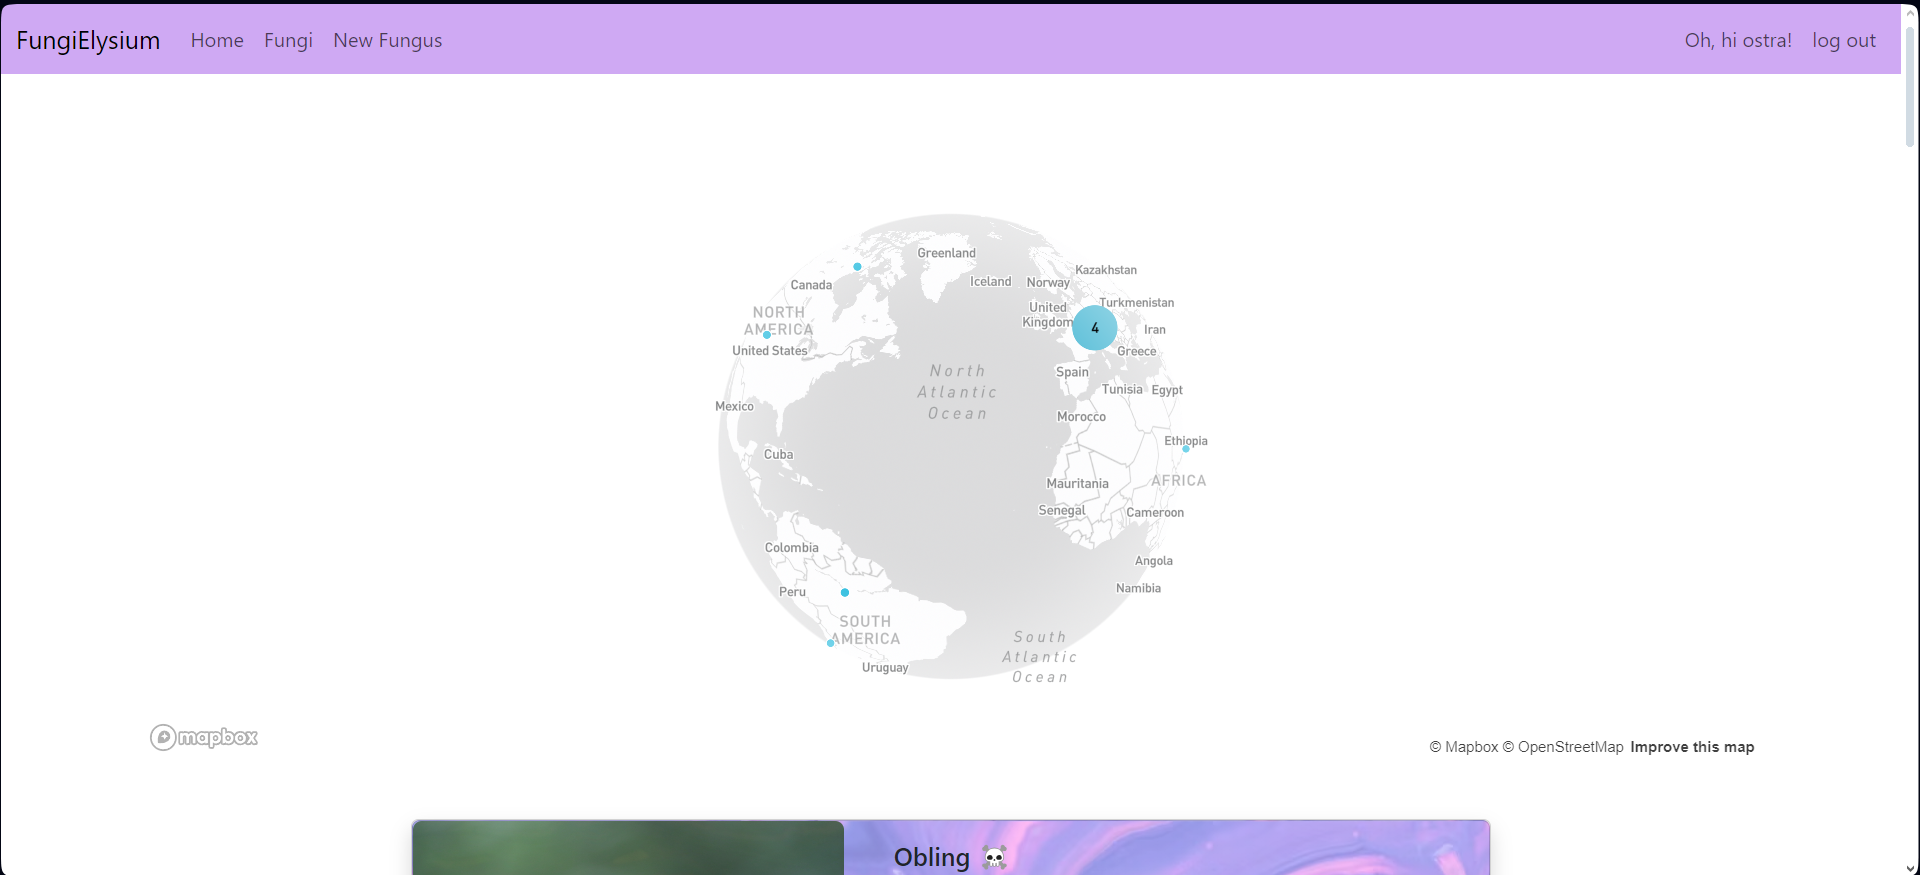 FungiElysium
Home
Fungi
New Fungus
Oh, hi ostra!
log out
Greenland
Kazakhstan
Iceland
Norway
Canada
Turkmenistan
NORTH
AMERICA
United
Kingdom
4
Iran
United States
Greece
North
Atlantic
Ocean
Spain
Tunisia
Egypt
Mexico
Morocco
Ethiopia
Cuba
Mauritania
AFRICA
Senegal
Cameroon
Colombia
Angola
Peru
Namibia
SOUTH
AMERICA
South
Atlantic
Ocean
Uruguay
mapbox
© Mapbox © OpenStreetMap Improve this map
Obling ☠️